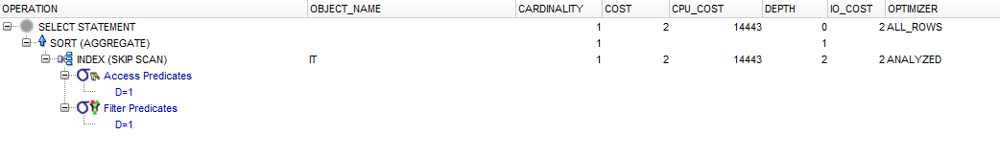 OPERATION OBJECT_NAME CARDINALITY COST CPU_COST DEPTH IO_COST OPTIMIZER
SELECT STATEMENT 1 2 14443 0 2 ALL_ROWS
SORT (AGGREGATE) 1 1
INDEX (SKIP SCAN) IT 1 2 14443 2 2 ANALYZED
Access Predicates
D=1
Filter Predicates
D=1